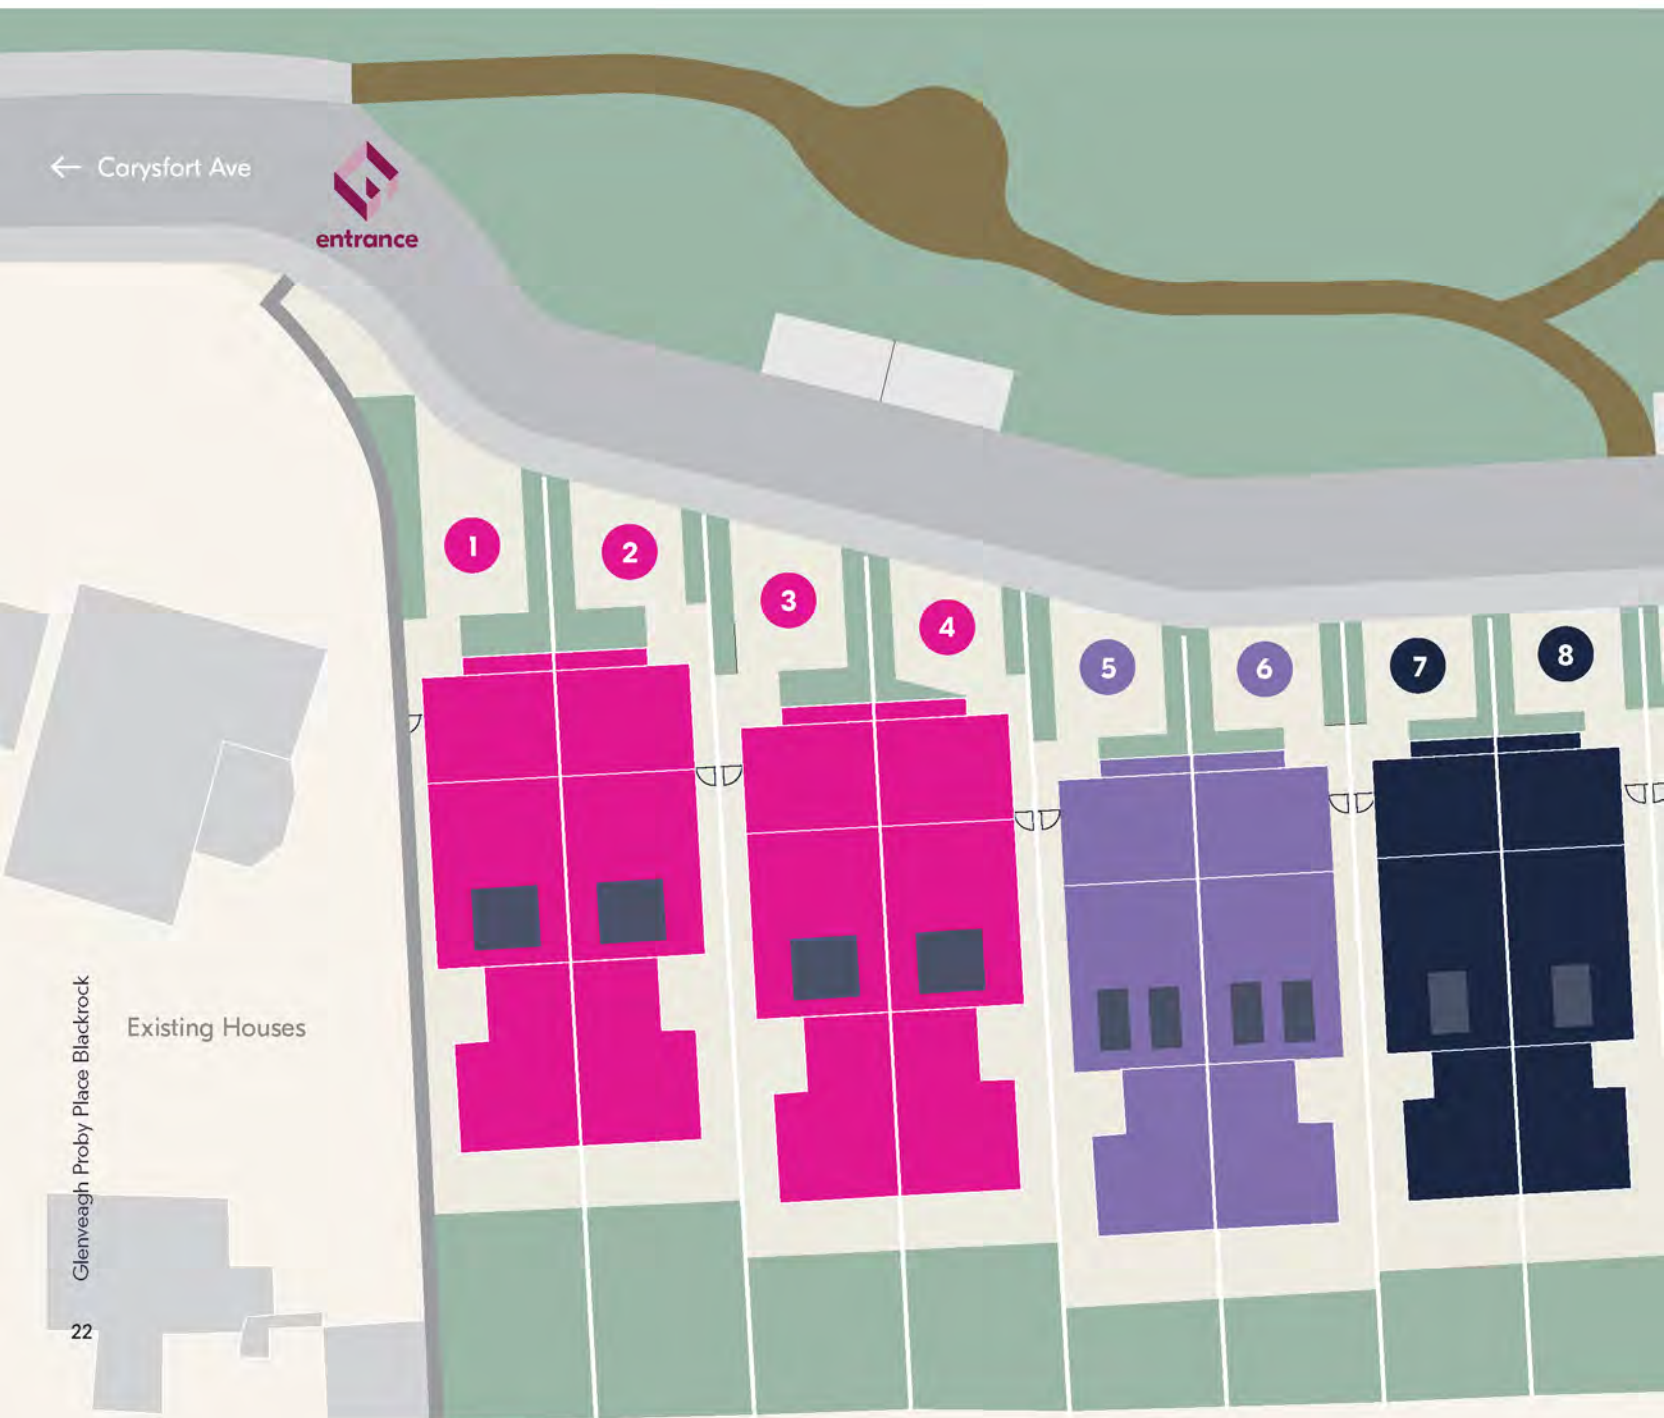 ← Carysfort Ave
entrance
1
2
3
4
5
6
7
8
Existing Houses
Glenveagh Proby Place Blackrock
22